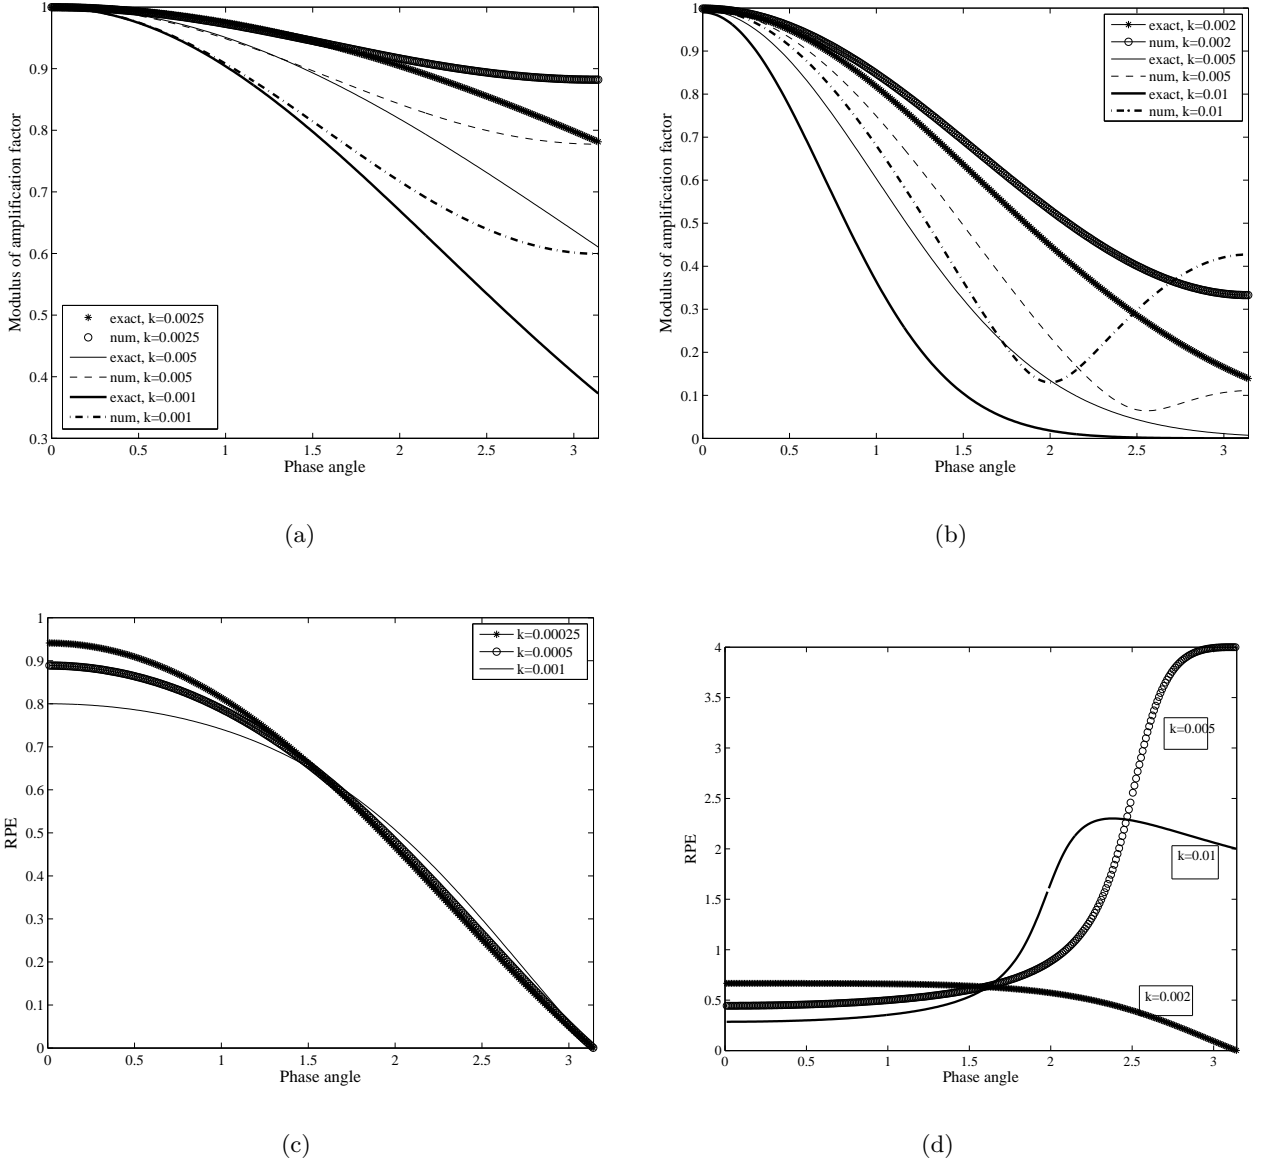 Modulus of amplification factor
1
0.9
0.8
0.7
0.6
0.5
0.4
0.3
0
0.5
1
1.5
2
2.5
3
Phase angle
exact, k=0.0025
num, k=0.0025
exact, k=0.005
num, k=0.005
exact, k=0.001
num, k=0.001
(a)
Modulus of amplification factor
1
0.9
0.8
0.7
0.6
0.5
0.4
0.3
0.2
0.1
0
0
0.5
1
1.5
2
2.5
3
Phase angle
exact, k=0.002
num, k=0.002
exact, k=0.005
num, k=0.005
exact, k=0.01
num, k=0.01
(b)
RPE
1
0.9
0.8
0.7
0.6
0.5
0.4
0.3
0.2
0.1
0
0
0.5
1
1.5
2
2.5
3
Phase angle
k=0.00025
k=0.0005
k=0.001
(c)
RPE
4
3.5
3
2.5
2
1.5
1
0.5
0
0
0.5
1
1.5
2
2.5
3
Phase angle
k=0.005
k=0.01
k=0.002
(d)